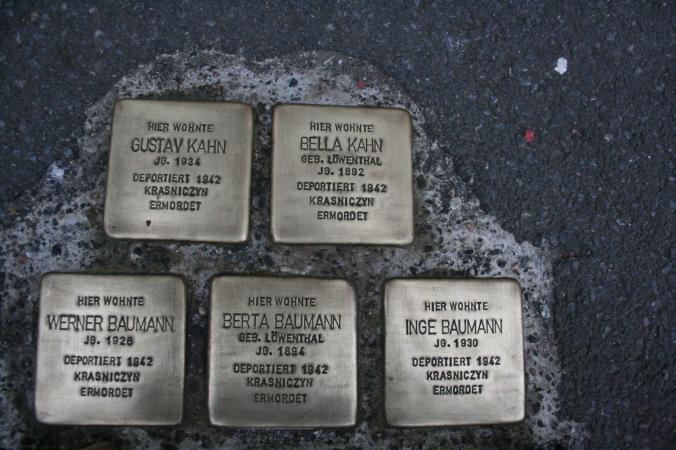 HIER WOHNTE
GUSTAV KAHN
JG. 1934
DEPORTIERT 1942
KRASNICZYN
ERMORDET
HIER WOHNTE
BELLA KAHN
GEB. LÖWENTHAL
JG. 1892
DEPORTIERT 1942
KRASNICZYN
ERMORDET
HIER WOHNTE
WERNER BAUMANN
JG. 1926
DEPORTIERT 1942
KRASNICZYN
ERMORDET
HIER WOHNTE
BERTA BAUMANN
GEB. LÖWENTHAL
JG. 1894
DEPORTIERT 1942
KRASNICZYN
ERMORDET
HIER WOHNTE
INGE BAUMANN
JG. 1930
DEPORTIERT 1942
KRASNICZYN
ERMORDET